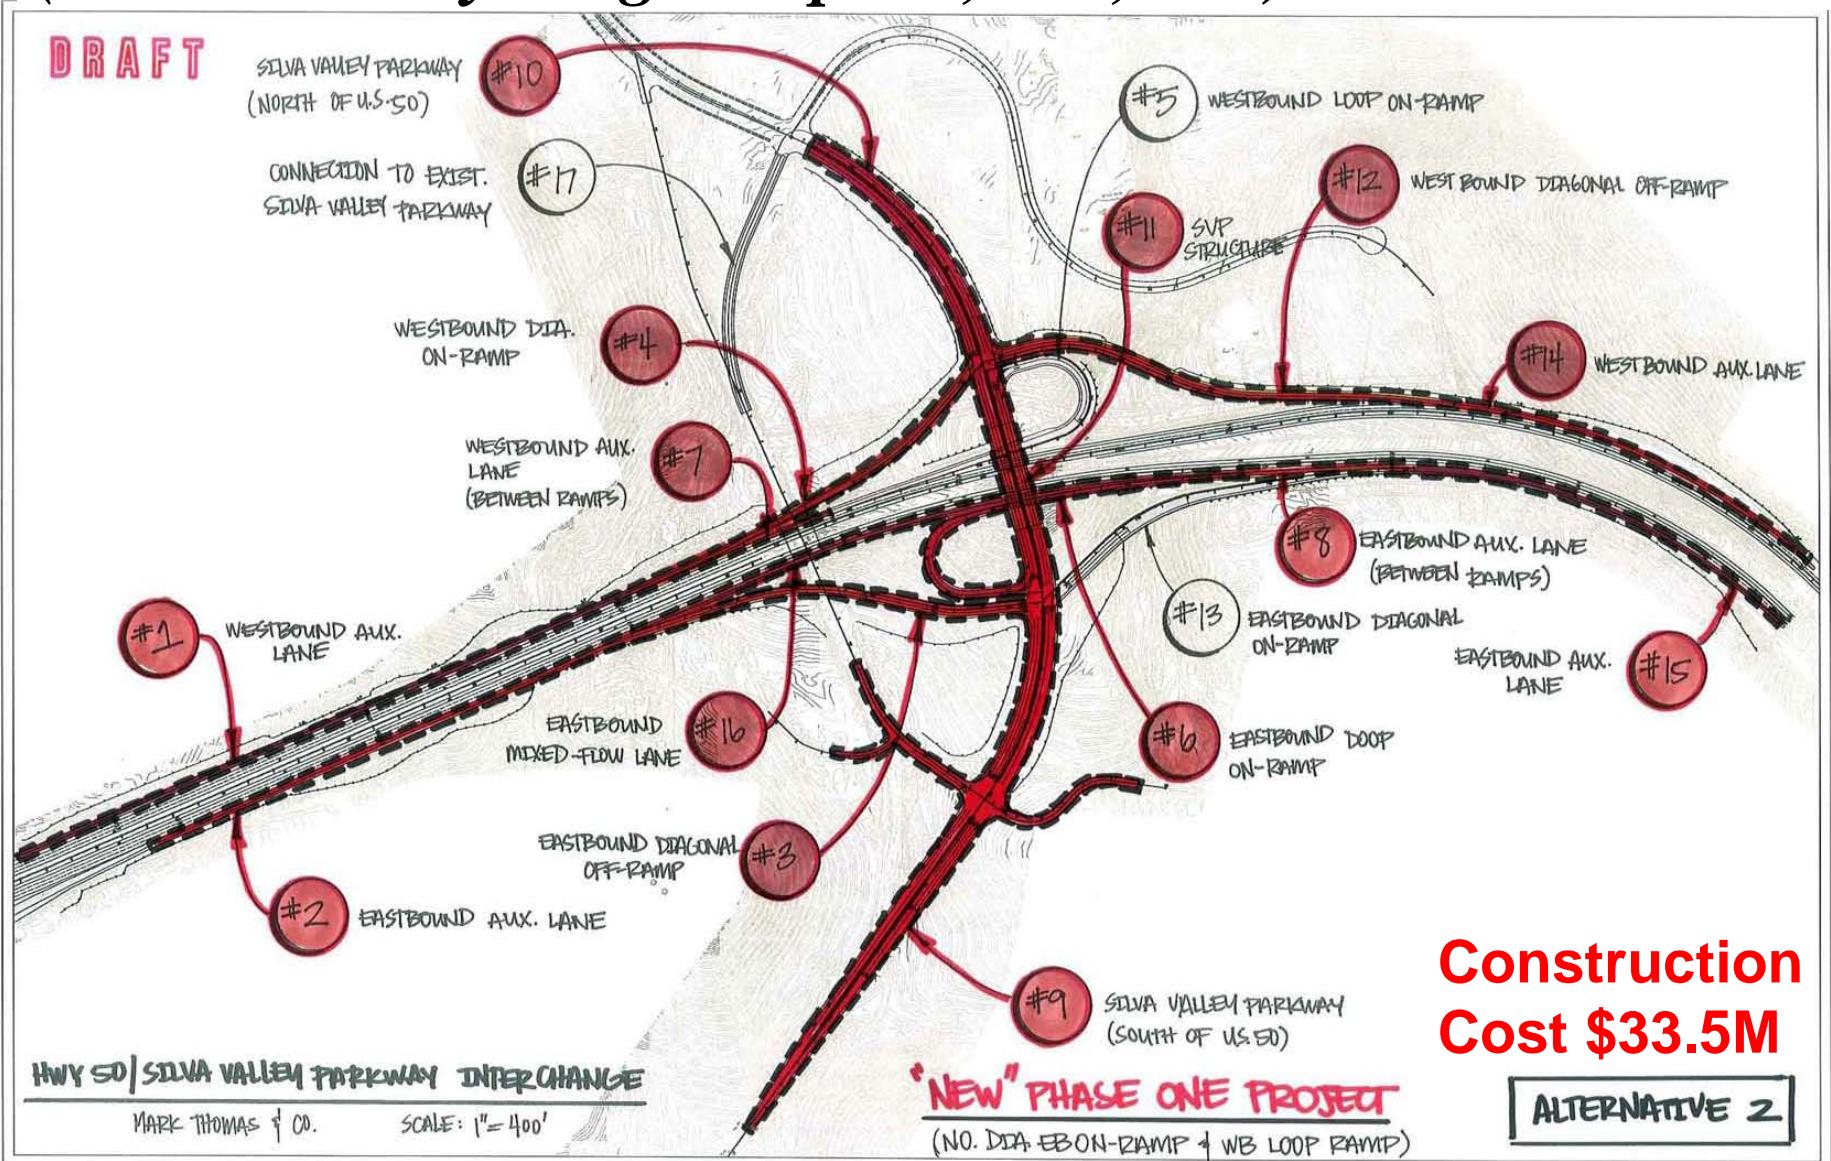 DRAFT
SILVA VALLEY PARKWAY
(NORTH OF U.S. 50)
#10
#5
WESTBOUND LOOP ON-RAMP
CONNECTION TO EXIST.
SILVA VALLEY PARKWAY
#17
#12
WEST BOUND DIAGONAL OFF-RAMP
#11
SVP
STRUCTURE
WESTBOUND DIA.
ON-RAMP
#4
#14
WESTBOUND AUX. LANE
WESTBOUND AUX.
LANE
(BETWEEN RAMPS)
#7
#8
EASTBOUND AUX. LANE
(BETWEEN RAMPS)
#1
WESTBOUND AUX.
LANE
#13
EASTBOUND DIAGONAL
ON-RAMP
EASTBOUND AUX.
LANE
#15
EASTBOUND
MIXED-FLOW LANE
#16
#6
EASTBOUND DOOP
ON-RAMP
EASTBOUND DIAGONAL
OFF-RAMP
#3
#2
EASTBOUND AUX. LANE
#9
SILVA VALLEY PARKWAY
(SOUTH OF U.S. 50)
Construction
Cost $33.5M
HWY 50/SILVA VALLEY PARKWAY INTERCHANGE
MARK THOMAS & CO. SCALE: 1"=400'
"NEW" PHASE ONE PROJECT
(NO. DIA. EB ON-RAMP & WB LOOP RAMP)
ALTERNATIVE 2